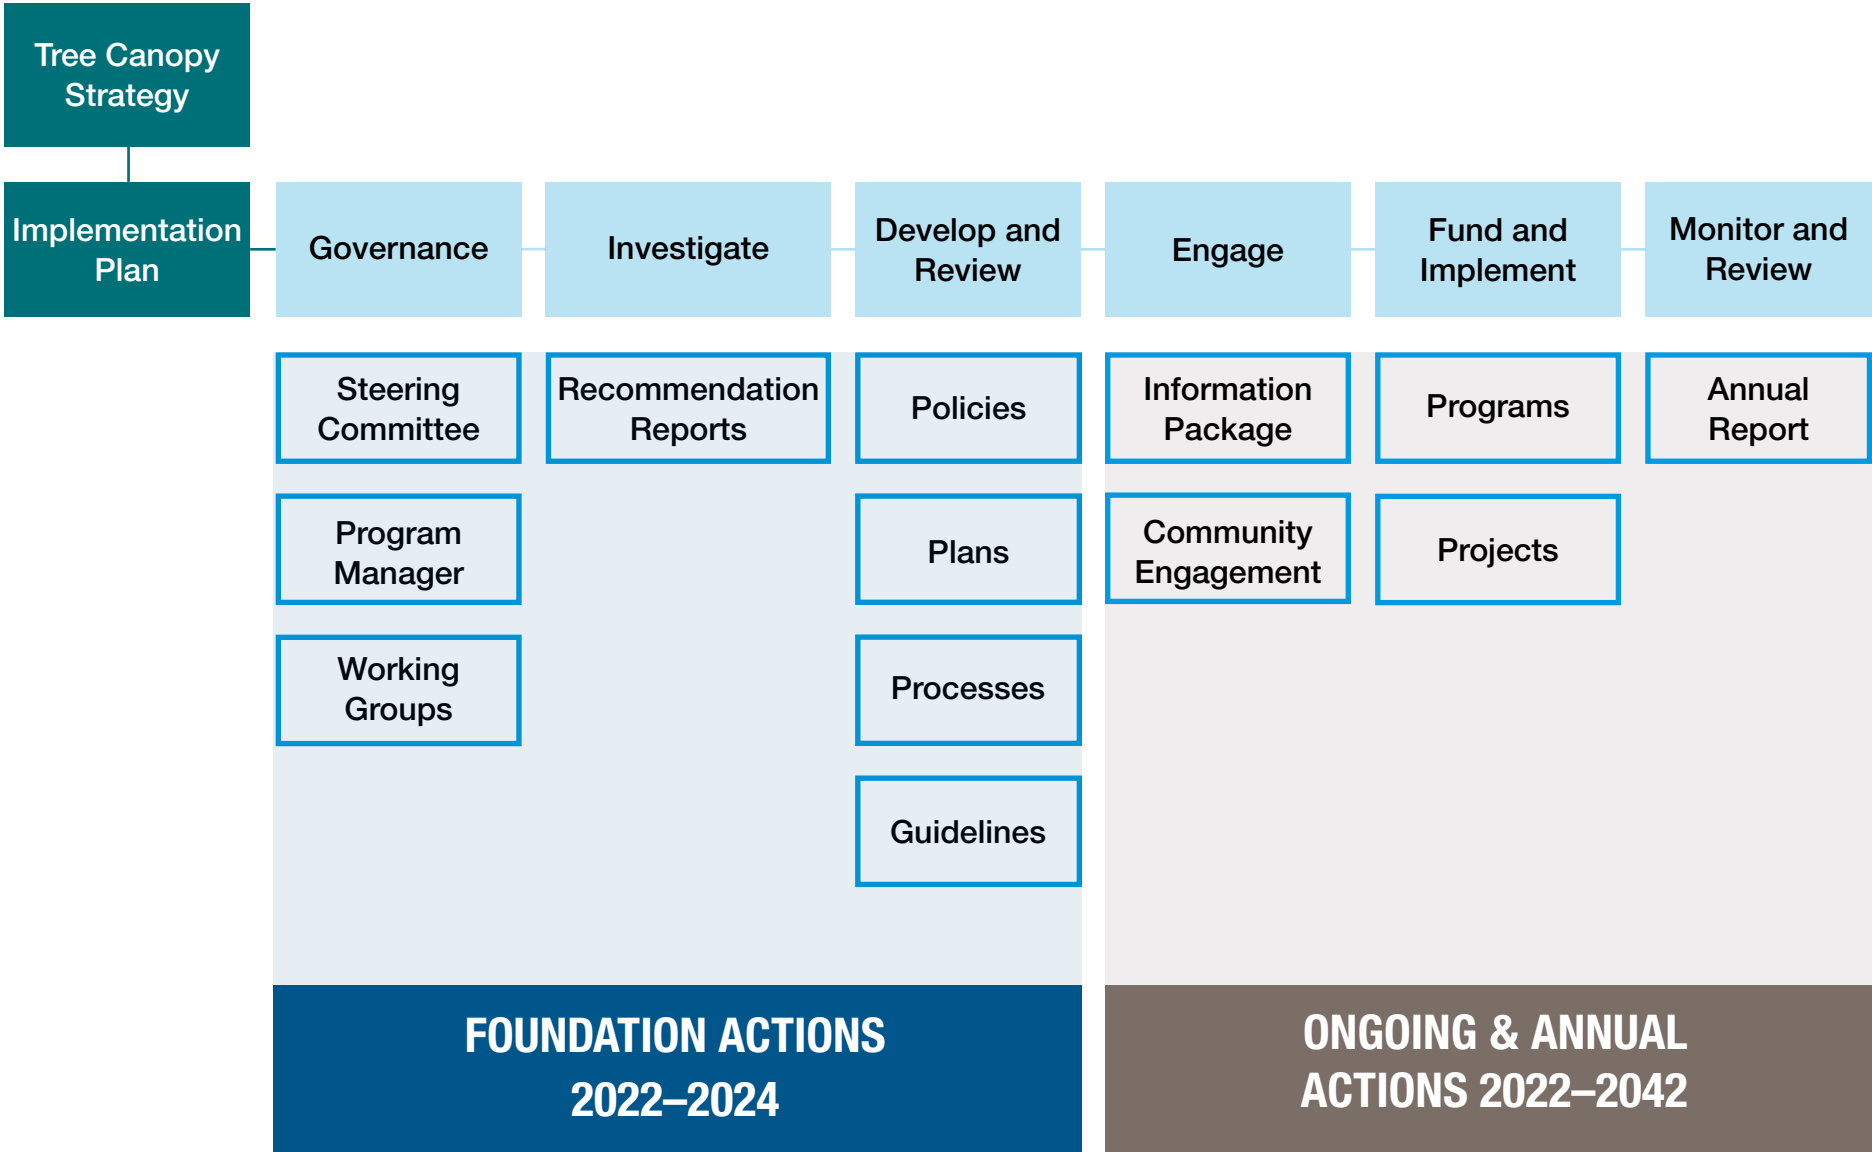 Tree Canopy
Strategy
Implementation
Plan
Governance
Investigate
Develop and
Review
Engage
Fund and
Implement
Monitor and
Review
Steering
Committee
Program
Manager
Working
Groups
Recommendation
Reports
Policies
Plans
Processes
Guidelines
Information
Package
Community
Engagement
Programs
Projects
Annual
Report
FOUNDATION ACTIONS
2022–2024
ONGOING & ANNUAL
ACTIONS 2022–2042